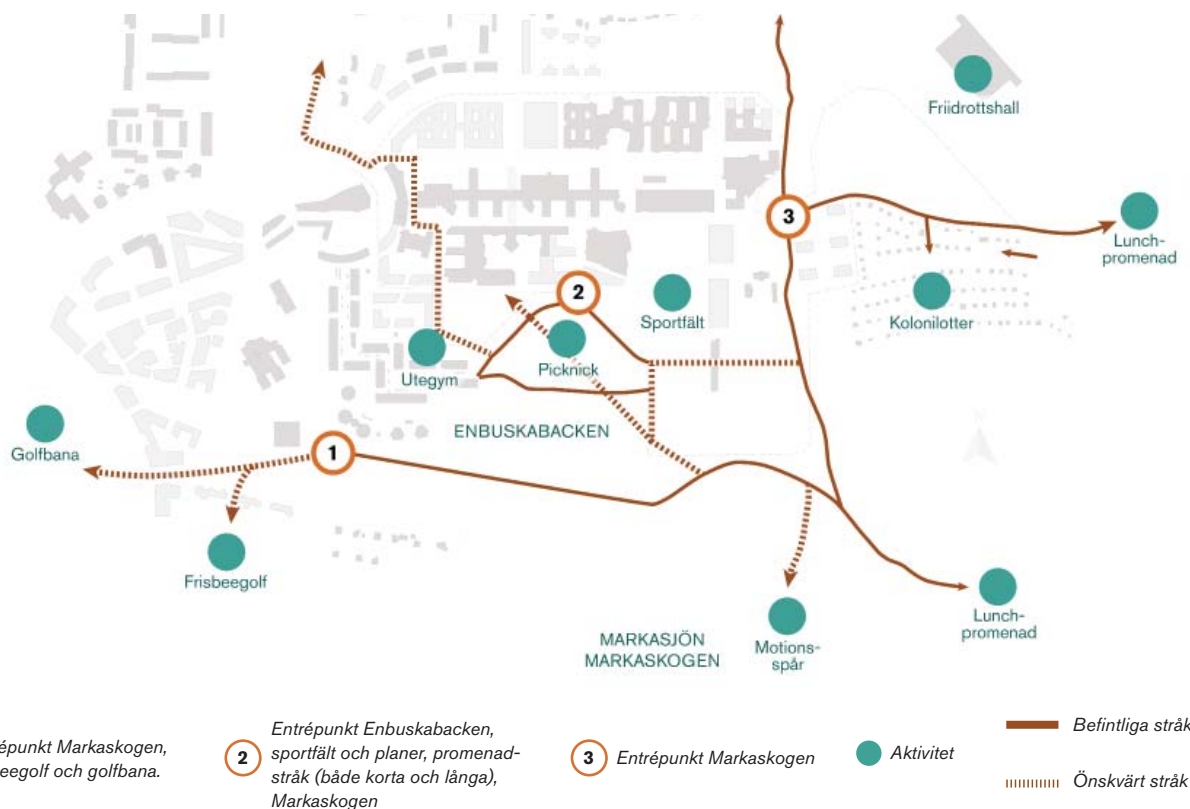 Friidrottshall
3
Lunch-
promenad
2
Sportfält
Kolonilotter
Utegym
Picknick
ENBUSKABACKEN
Golfbana
1
Frisbeegolf
Lunch-
promenad
MARKASJÖN
MARKASKOGEN
Motions-
spår
épunkt Markaskogen,
eegolf och golfbana.
2
Entrépunkt Enbuskabacken,
sportfält och planer, promenad-
stråk (både korta och långa),
Markaskogen
3
Entrépunkt Markaskogen
Aktivitet
Befintliga stråk
Önskvärt stråk